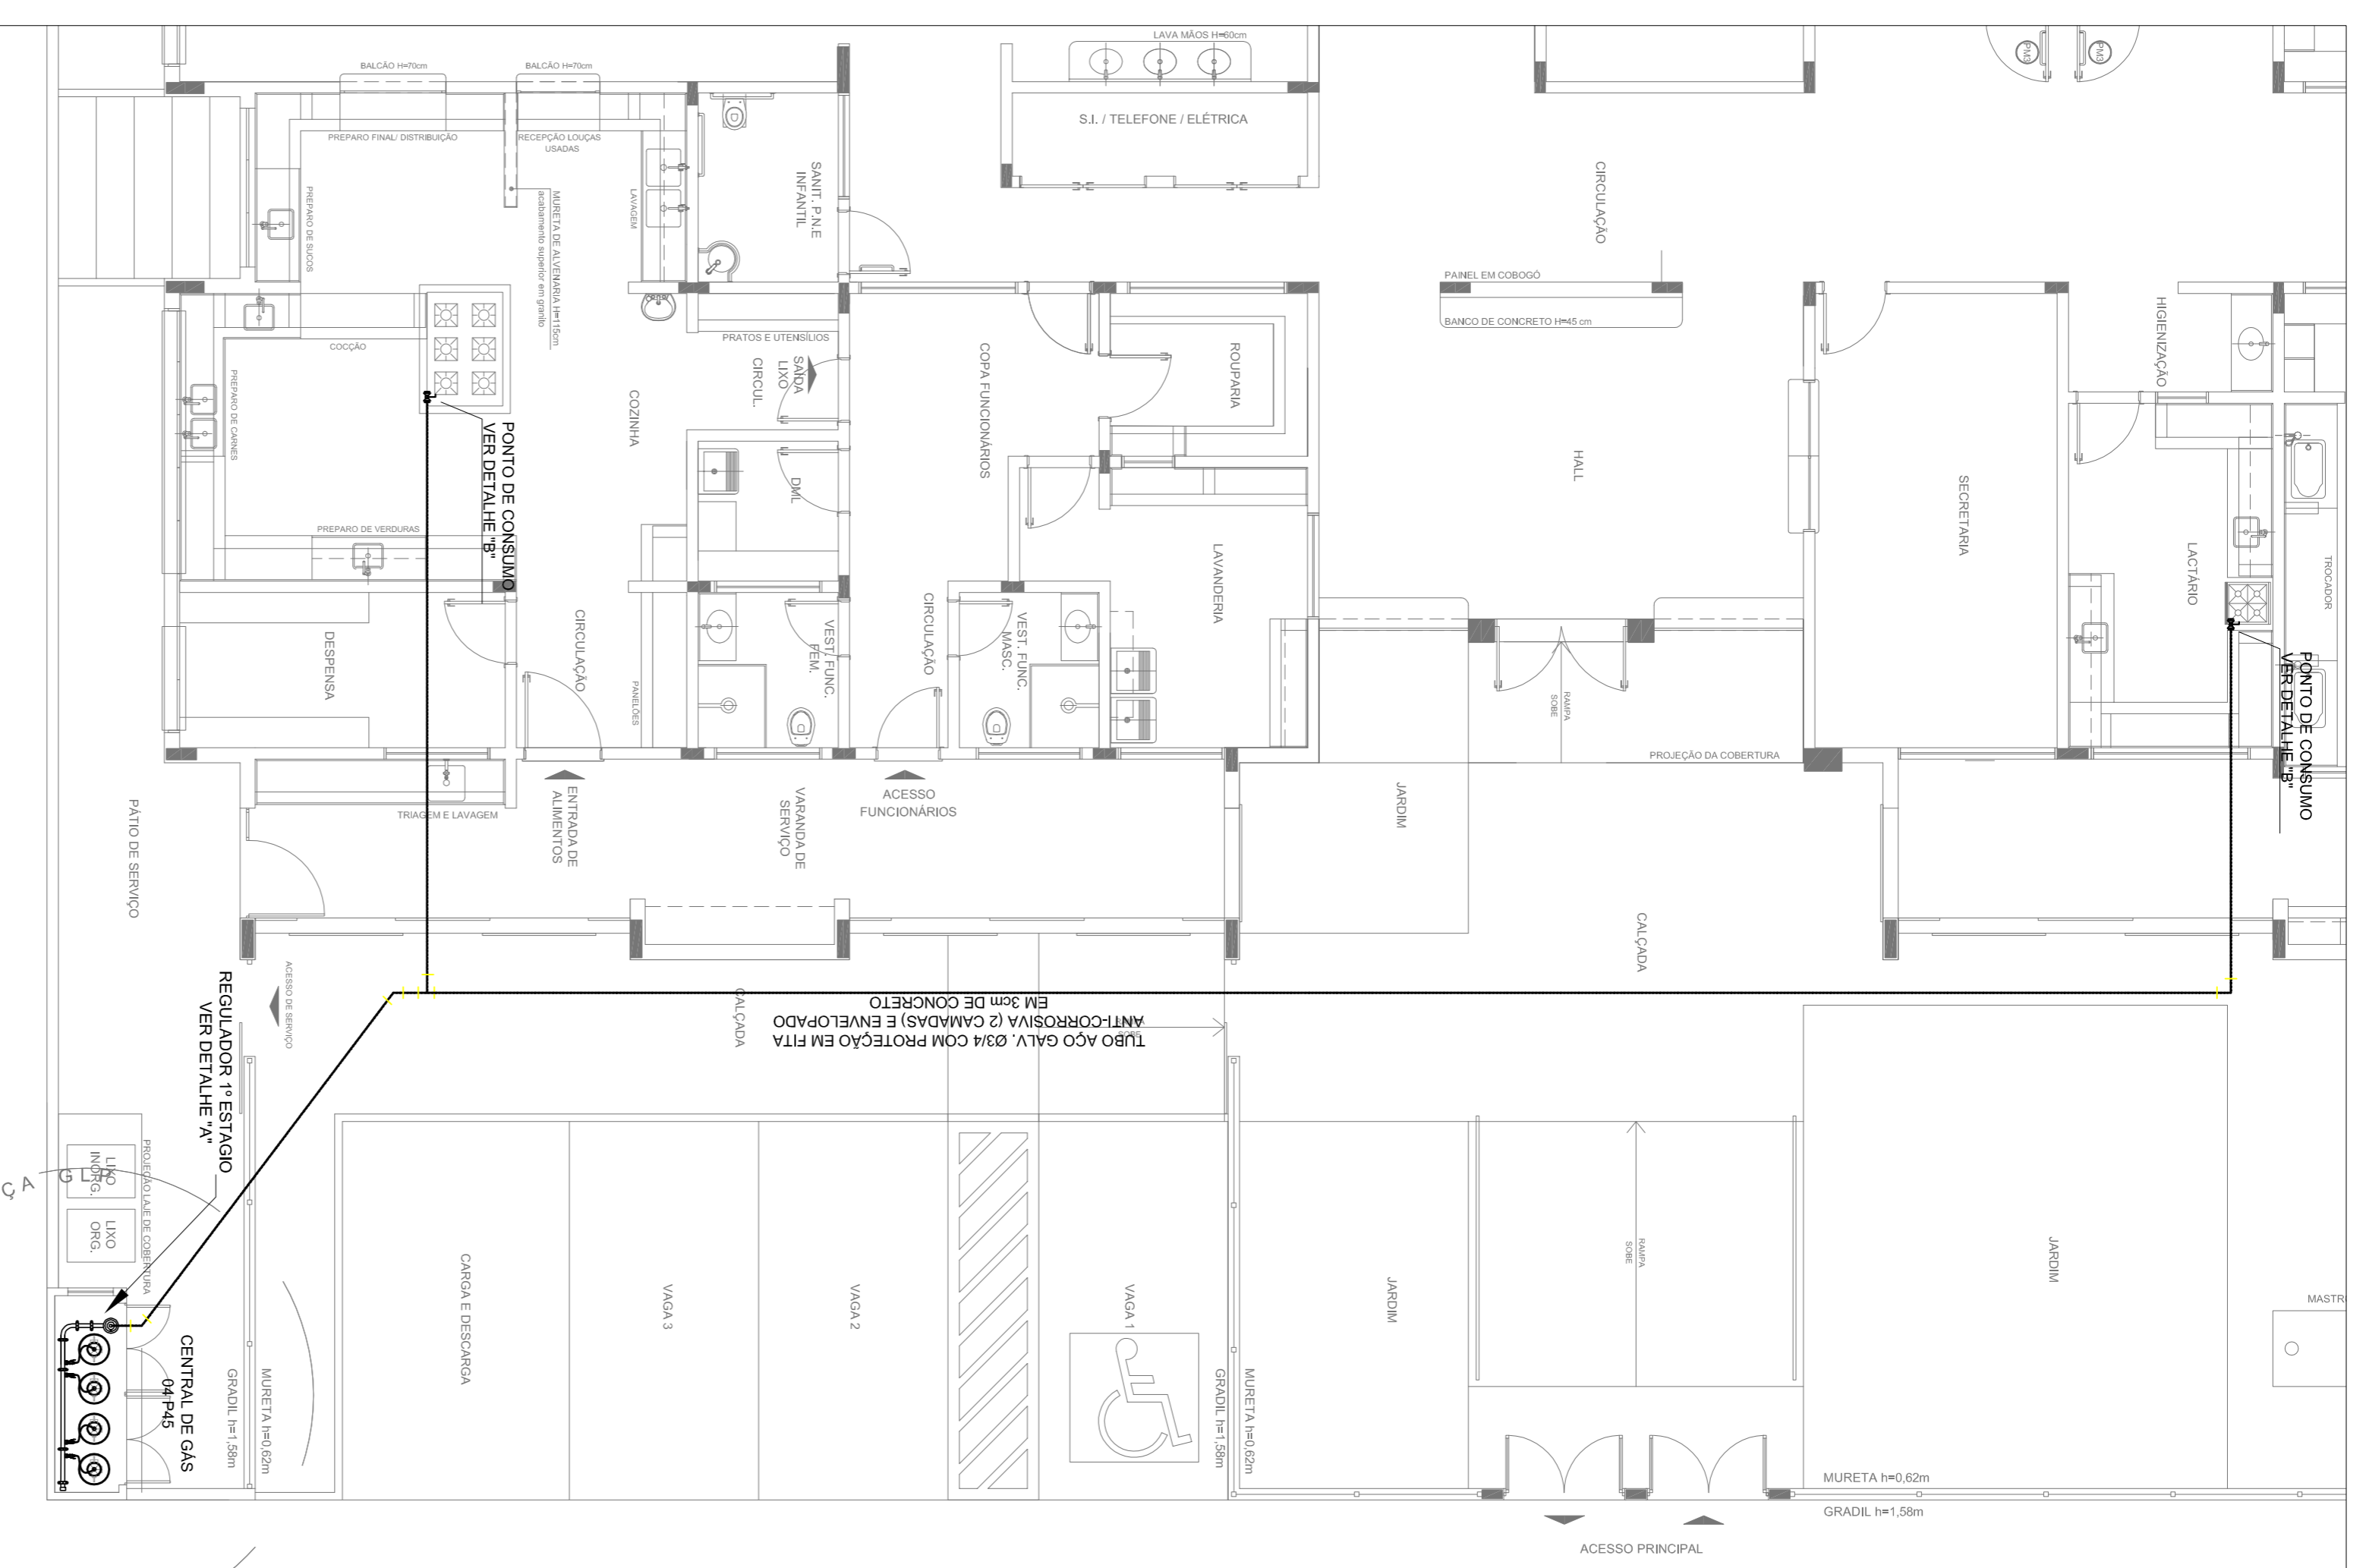 LAVA MÃOS H=60cm
BALCÃO H=70cm
BALCÃO H=70cm
PM3
PM3
S.I. / TELEFONE / ELÉTRICA
PREPARO FINAL/ DISTRIBUIÇÃO
RECEPÇÃO LOUÇAS
USADAS
SANIT. P.N.E
INFANTIL
CIRCULAÇÃO
PREPARO DE SUCOS
MURETA DE ALVENARIA H=115cm
acabamento superior em granito
LAVAGEM
PAINEL EM COBOGÓ
BANCO DE CONCRETO H=45 cm
HIGIENIZAÇÃO
COCÇÃO
PRATOS E UTENSÍLIOS
SAÍDA
LIXO
CIRCUL.
COPA FUNCIONÁRIOS
ROUPARIA
PREPARO DE CARNES
COZINHA
PONTO DE CONSUMO
VER DETALHE "B"
DML
HALL
SECRETARIA
PREPARO DE VERDURAS
LAVANDERIA
LACTÁRIO
TROCADOR
DESPENSA
CIRCULAÇÃO
PANELÕES
VEST. FUNC.
FEM.
CIRCULAÇÃO
VEST. FUNC.
MASC.
RAMPA
SOBE
PONTO DE CONSUMO
VER DETALHE "B"
PROJEÇÃO DA COBERTURA
PÁTIO DE SERVIÇO
TRIAGEM E LAVAGEM
ENTRADA DE
ALIMENTOS
VARANDA DE
SERVIÇO
ACESSO
FUNCIONÁRIOS
JARDIM
CALÇADA
ACESSO DE SERVIÇO
REGULADOR 1º ESTAGIO
VER DETALHE "A"
CALÇADA
TUBO AÇO GALV. Ø3/4 COM PROTEÇÃO EM FITA
ANTI-CORROSIVA (2 CAMADAS) E ENVELOPADO
EM 3cm DE CONCRETO
SOBE
ÇA GLP
LIXO
INORG.
LIXO
ORG.
PROJEÇÃO LAJE DE COBERTURA
CARGA E DESCARGA
VAGA 3
VAGA 2
VAGA 1
JARDIM
RAMPA
SOBE
JARDIM
MASTR
CENTRAL DE GÁS
04 P45
MURETA h=0,62m
GRADIL h=1,58m
MURETA h=0,62m
GRADIL h=1,58m
MURETA h=0,62m
GRADIL h=1,58m
ACESSO PRINCIPAL